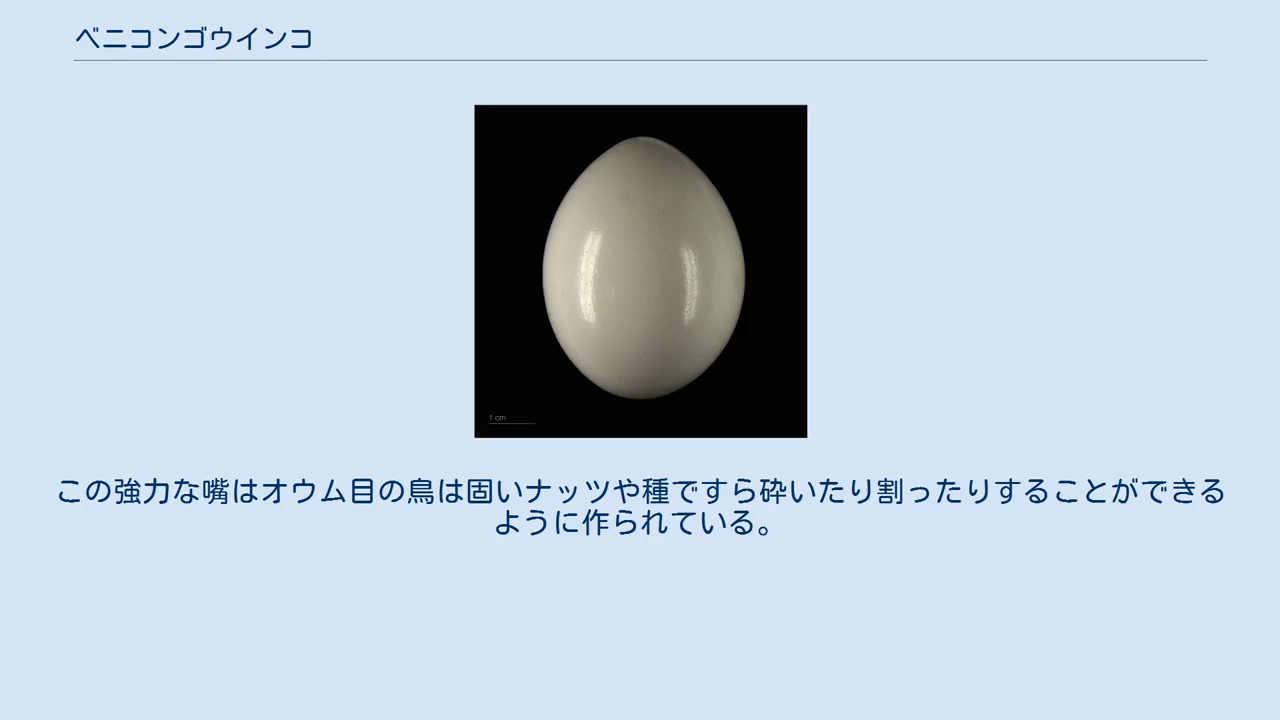 ベニコンゴウインコ
1 cm
この強力な嘴はオウム目の鳥は固いナッツや種ですら砕いたり割ったりすることができる
ように作られている。